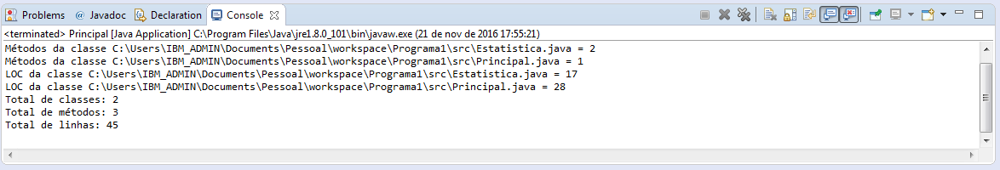 Problems @ Javadoc Declaration Console
<terminated> Principal [Java Application] C:\Program Files\Java\jre1.8.0_101\bin\javaw.exe (21 de nov de 2016 17:55:21)
Métodos da classe C:\Users\IBM_ADMIN\Documents\Pessoal\workspace\Programa1\src\Estatistica.java = 2
Métodos da classe C:\Users\IBM_ADMIN\Documents\Pessoal\workspace\Programa1\src\Principal.java = 1
LOC da classe C:\Users\IBM_ADMIN\Documents\Pessoal\workspace\Programa1\src\Estatistica.java = 17
LOC da classe C:\Users\IBM_ADMIN\Documents\Pessoal\workspace\Programa1\src\Principal.java = 28
Total de classes: 2
Total de métodos: 3
Total de linhas: 45